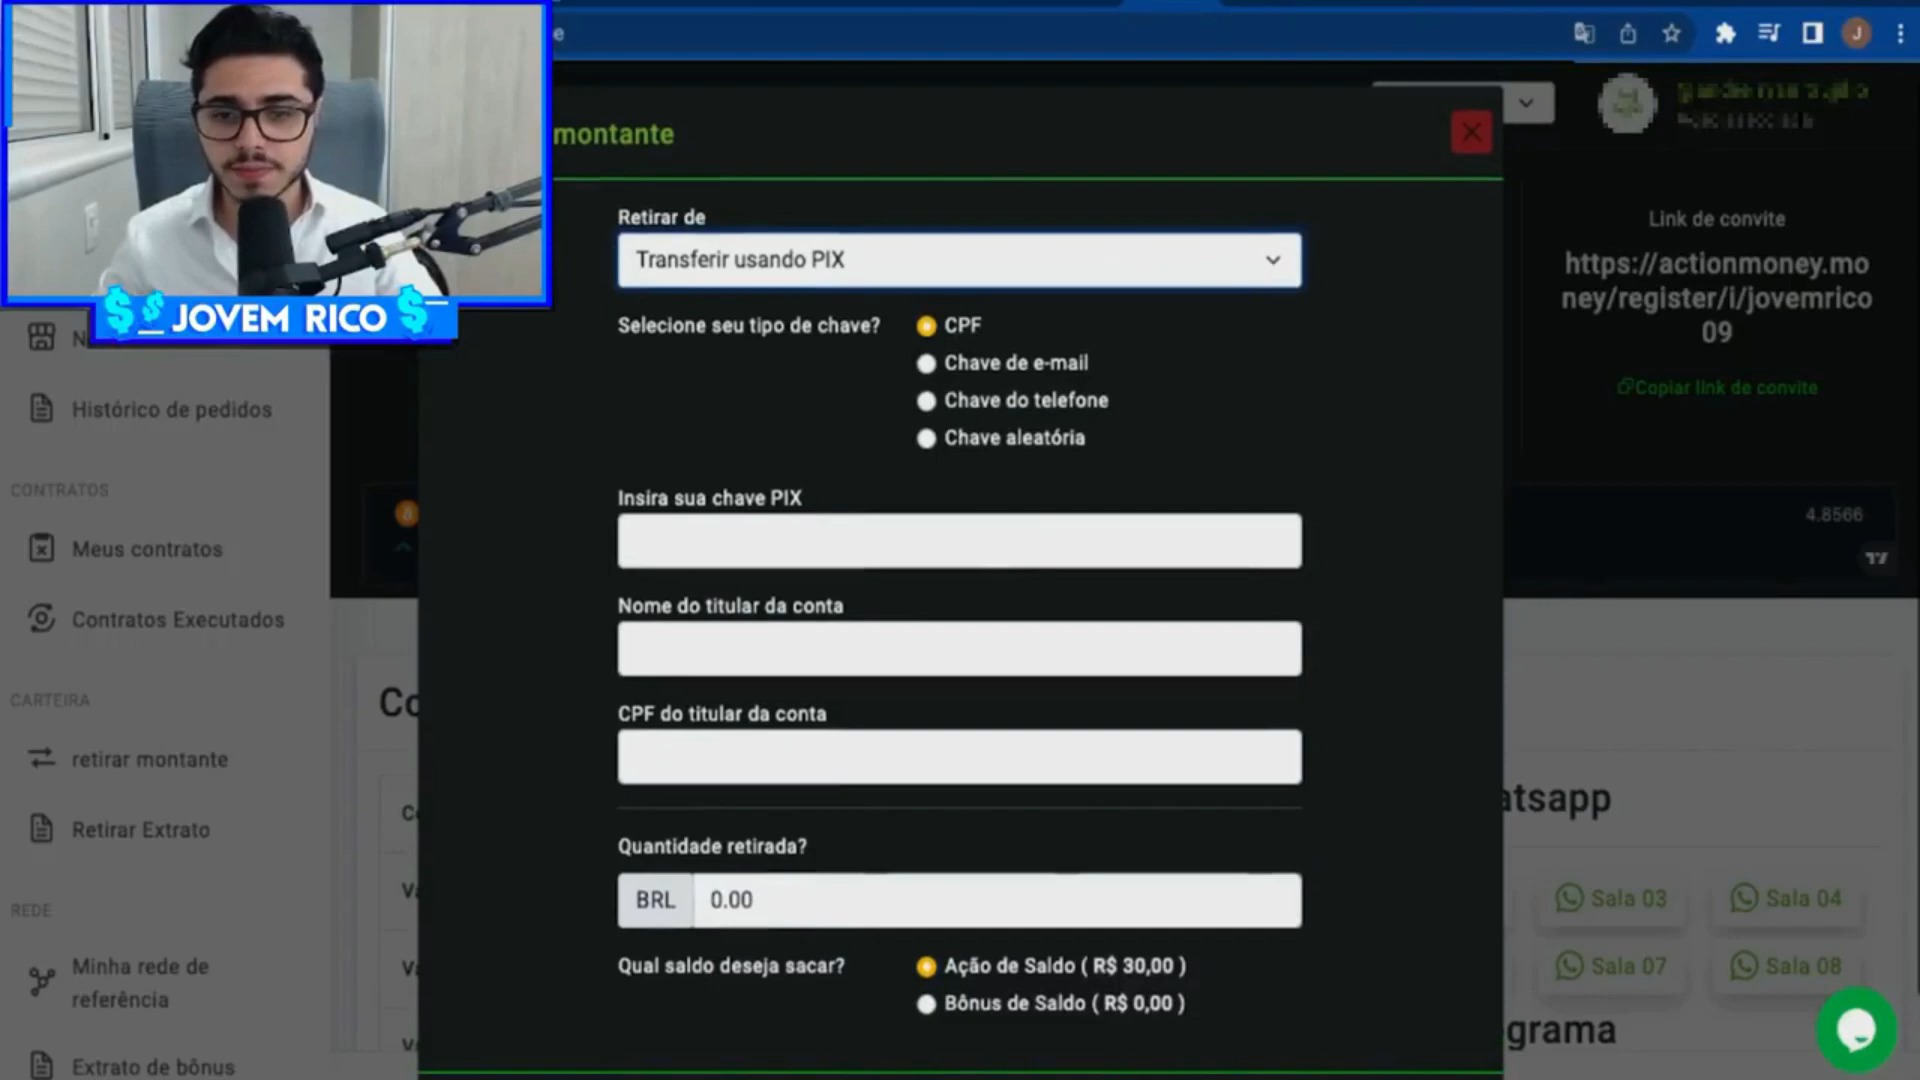 JOVEM RICO
montante
Retirar de
Transferir usando PIX
Selecione seu tipo de chave?
CPF
Chave de e-mail
Chave do telefone
Chave aleatória
Insira sua chave PIX
Nome do titular da conta
CPF do titular da conta
Quantidade retirada?
BRL 0.00
Qual saldo deseja sacar?
Ação de Saldo ( R$ 30,00 )
Bônus de Saldo ( R$ 0,00 )
Histórico de pedidos
CONTRATOS
Meus contratos
Contratos Executados
CARTEIRA
retirar montante
Retirar Extrato
REDE
Minha rede de
referência
Extrato de bônus
J
Link de convite
https://actionmoney.mo
ney/register/i/jovemrico
09
Copiar link de convite
4.8566
atsapp
Sala 03
Sala 04
Sala 07
Sala 08
grama